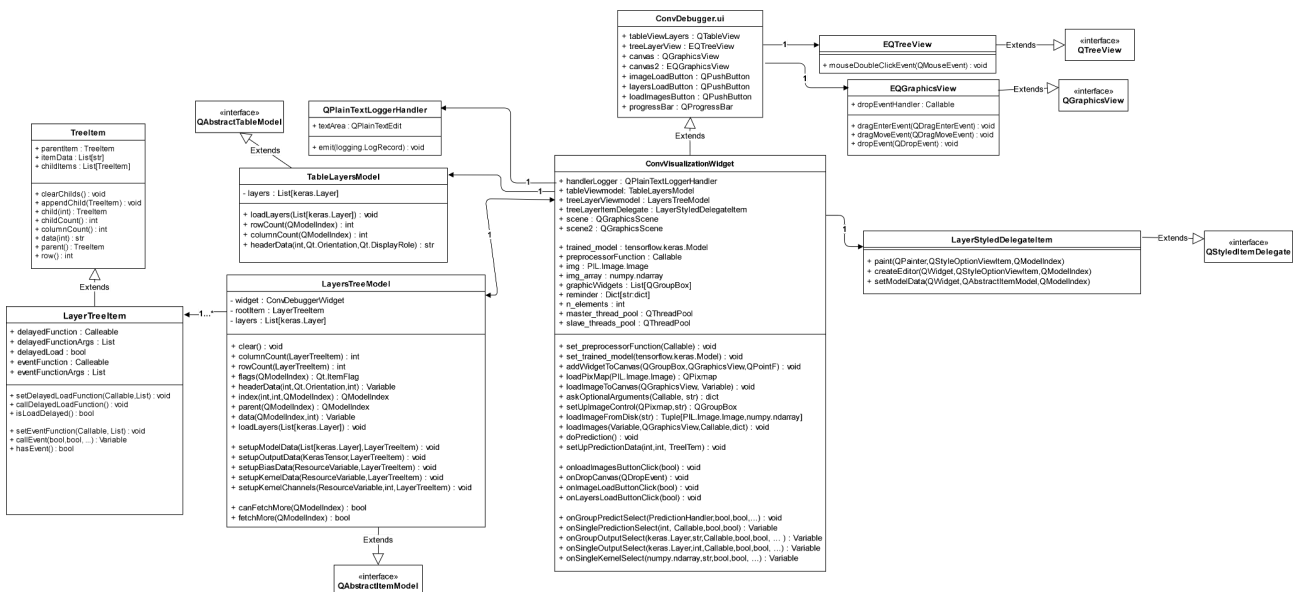 ConvDebugger.ui
+ tableViewLayers : QTableView
+ treeLayerView : EQTreeView
+ canvas : QGraphicsView
+ canvas2 : EQGraphicsView
+ imageLoadButton : QPushButton
+ layersLoadButton : QPushButton
+ loadImagesButton : QPushButton
+ progressBar : QProgressBar
1
EQTreeView
+ mouseDoubleClickEvent(QMouseEvent) : void
Extends
«interface»
QTreeView
1
EQGraphicsView
+ dropEventHandler : Callable
+ dragEnterEvent(QDragEnterEvent) : void
+ dragMoveEvent(QDragMoveEvent) : void
+ dropEvent(QDropEvent) : void
Extends
«interface»
QGraphicsView
Extends
«interface»
QAbstractTableModel
Extends
QPlainTextLoggerHandler
+ textArea : QPlainTextEdit
+ emit(logging.LogRecord) : void
TreeItem
+ parentItem : TreeItem
+ itemData : List[str]
+ childItems : List[TreeItem]
+ clearChilds() : void
+ appendChild(TreeItem) : void
+ child(int) : TreeItem
+ childCount() : int
+ columnCount() : int
+ data(int) : str
+ parent() : TreeItem
+ row() : int
Extends
TableLayersModel
- layers : List[keras.Layer]
+ loadLayers(List[keras.Layer]) : void
+ rowCount(QModelIndex) : int
+ columnCount(QModelIndex) : int
+ headerData(int,Qt.Orientation,Qt.DisplayRole) : str
1
1
1
ConvVisualizationWidget
+ handlerLogger : QPlainTextLoggerHandler
+ tableViewmodel: TableLayersModel
+ treeLayerViewmodel : LayersTreeModel
+ treeLayerItemDelegate : LayerStyledDelegateItem
+ scene : QGraphicsScene
+ scene2 : QGraphicsScene
+ trained_model : tensorflow.keras.Model
+ preprocessorFunction : Callable
+ img : PIL.Image.Image
+ img_array : numpy.ndarray
+ graphicWidgets : List[QGroupBox]
+ reminder : Dict[str:dict]
+ n_elements : int
+ master_thread_pool : QThreadPool
+ slave_threads_pool : QThreadPool
+ set_preprocessorFunction(Callable) : void
+ set_trained_model(tensorflow.keras.Model) : void
+ addWidgetToCanvas(QGroupBox,QGraphicsView,QPointF) : void
+ loadPixMap(PIL.Image.Image) : QPixmap
+ loadImageToCanvas(QGraphicsView, Variable) : void
+ askOptionalArguments(Callable, str) : dict
+ setUpImageControl(QPixmap,str) : QGroupBox
+ loadImageFromDisk(str) : Tuple[PIL.Image.Image,numpy.ndarray]
+ loadImages(Variable,QGraphicsView,Callable,dict) : void
+ doPrediction() : void
+ setUpPredictionData(int,int, TreeITem) : void
+ onloadImagesButtonClick(bool) : void
+ onDropCanvas(QDropEvent) : void
+ onImageLoadButtonClick(bool) : void
+ onLayersLoadButtonClick(bool) : void
+ onGroupPredictSelect(PredictionHandler,bool,bool,...) : void
+ onSinglePredictionSelect(int, Callable,bool,bool) : Variable
+ onGroupOutputSelect(keras.Layer,str,Callable,bool,bool, ... ) : Variable
+ onSingleOutputSelect(keras.Layer,int,Callable,bool,bool, ...) : Variable
+ onSingleKernelSelect(numpy.ndarray,str,bool,bool, ...) : Variable
1
LayerStyledDelegateItem
+ paint(QPainter,QStyleOptionViewItem,QModelIndex)
+ createEditor(QWidget,QStyleOptionViewItem,QModelIndex)
+ setModelData(QWidget,QAbstractItemModel,QModelIndex)
Extends
«interface»
QStyledItemDelegate
LayerTreeItem
+ delayedFunction : Calleable
+ delayedFunctionArgs : List
+ delayedLoad : bool
+ eventFunction : Calleable
+ eventFunctionArgs : List
+ setDelayedLoadFunction(Callable,List) : void
+ callDelayedLoadFunction() : void
+ isLoadDelayed() : bool
+ setEventFunction(Callable, List) : void
+ callEvent(bool,bool, ...) : Variable
+ hasEvent() : bool
1...*
LayersTreeModel
- widget : ConvDebuggerWidget
- rootItem : LayerTreeItem
- layers : List[keras.Layer]
+ clear() : void
+ columnCount(LayerTreeItem) : int
+ rowCount(LayerTreeItem) : int
+ flags(QModelIndex) : Qt.ItemFlag
+ headerData(int,Qt.Orientation,int) : Variable
+ index(int,int,QModelIndex) : QModelIndex
+ parent(QModelIndex) : QModelIndex
+ data(QModelIndex,int) : Variable
+ loadLayers(List[keras.Layer]) : void
+ setupModelData(List[keras.Layer],LayerTreeItem) : void
+ setupOutputData(KerasTensor,LayerTreeItem) : void
+ setupBiasData(ResourceVariable,LayerTreeItem) : void
+ setupKernelData(ResourceVariable,LayerTreeItem) : void
+ setupKernelChannels(ResourceVariable,int,LayerTreeItem) : void
+ canFetchMore(QModelIndex) : bool
+ fetchMore(QModelIndex) : bool
Extends
«interface»
QAbstractItemModel